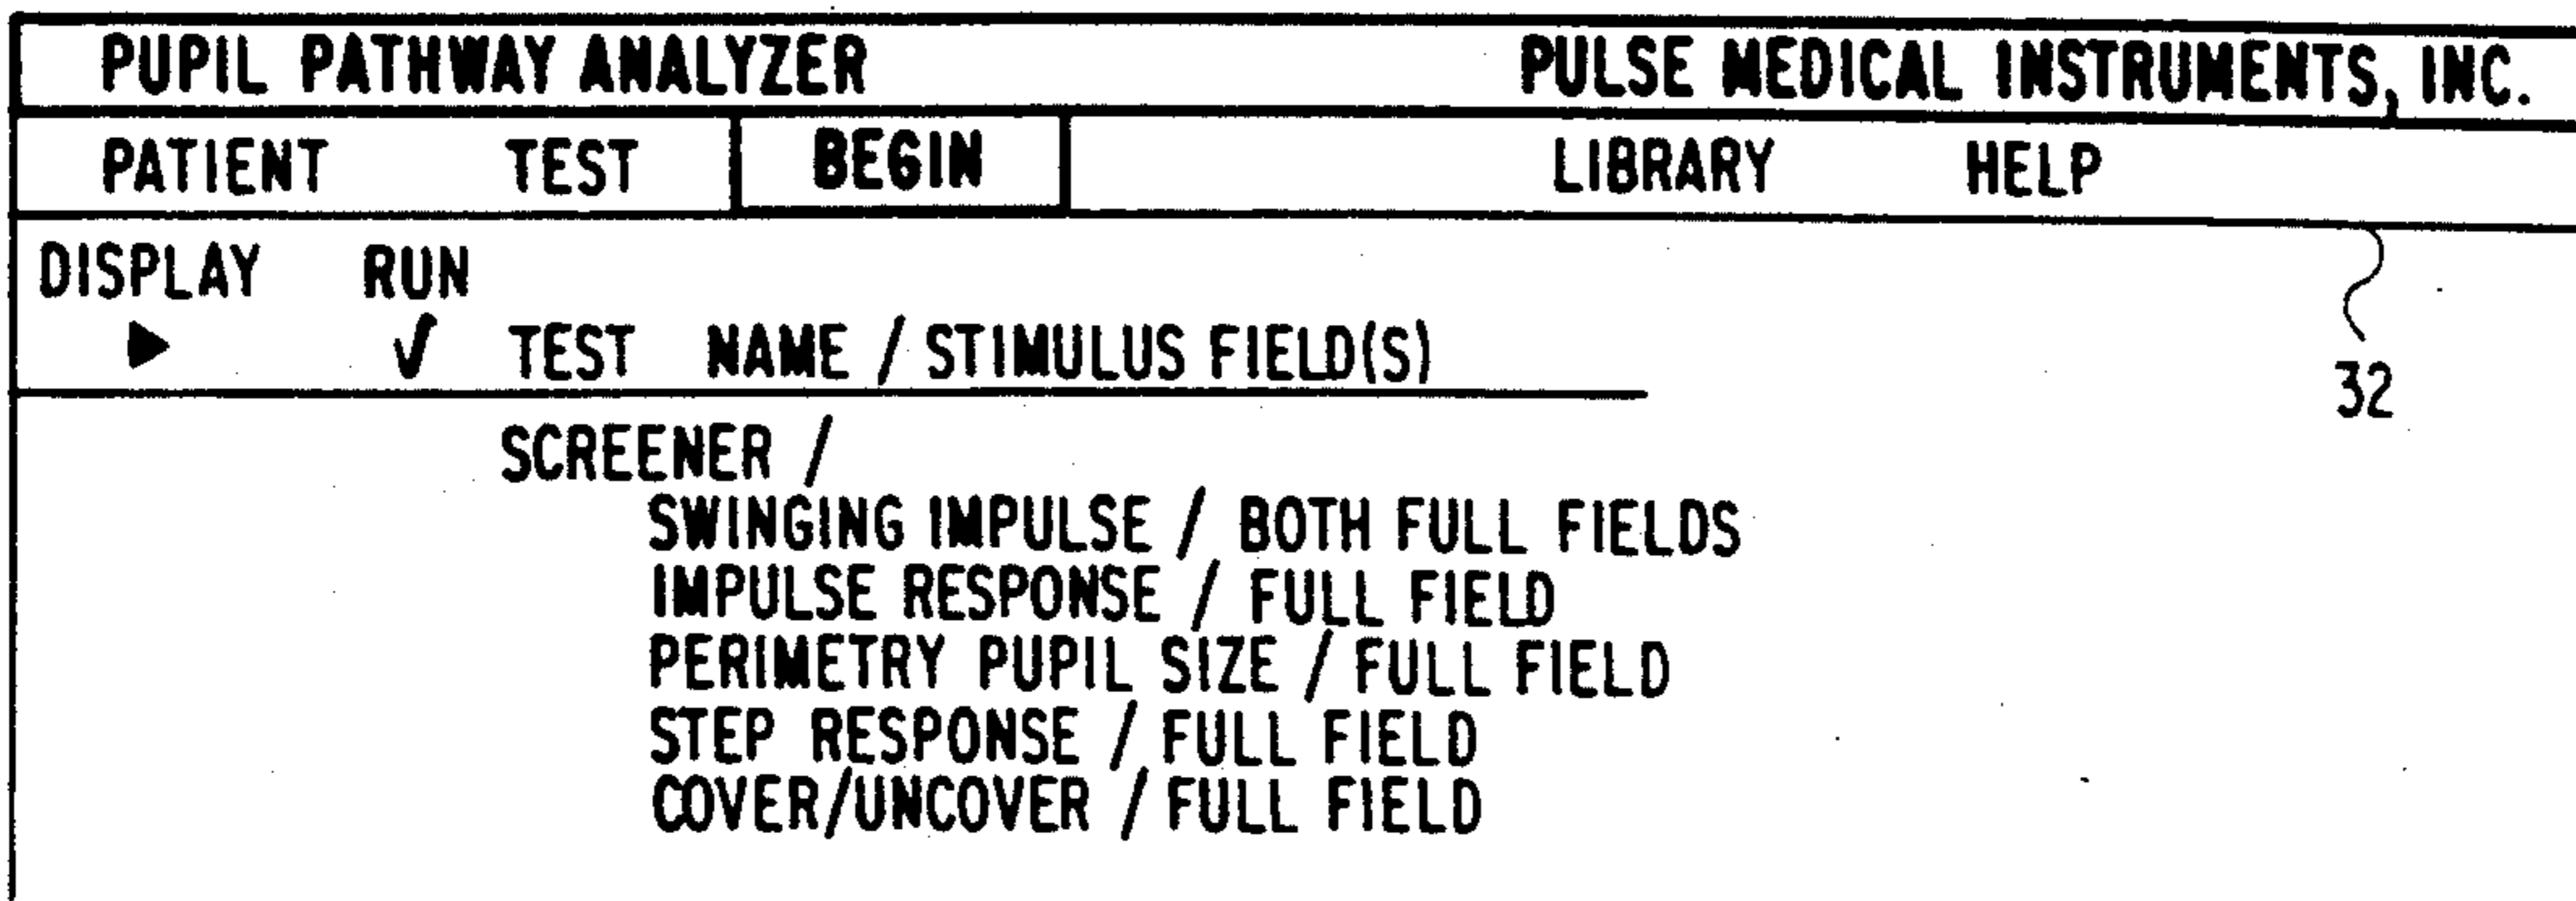 PUPIL PATHWAY ANALYZER PULSE MEDICAL INSTRUMENTS, INC.
PATIENT TEST BEGIN LIBRARY HELP
DISPLAY RUN
▶ √ TEST NAME / STIMULUS FIELD(S)
32
SCREENER /
SWINGING IMPULSE / BOTH FULL FIELDS
IMPULSE RESPONSE / FULL FIELD
PERIMETRY PUPIL SIZE / FULL FIELD
STEP RESPONSE / FULL FIELD
COVER/UNCOVER / FULL FIELD